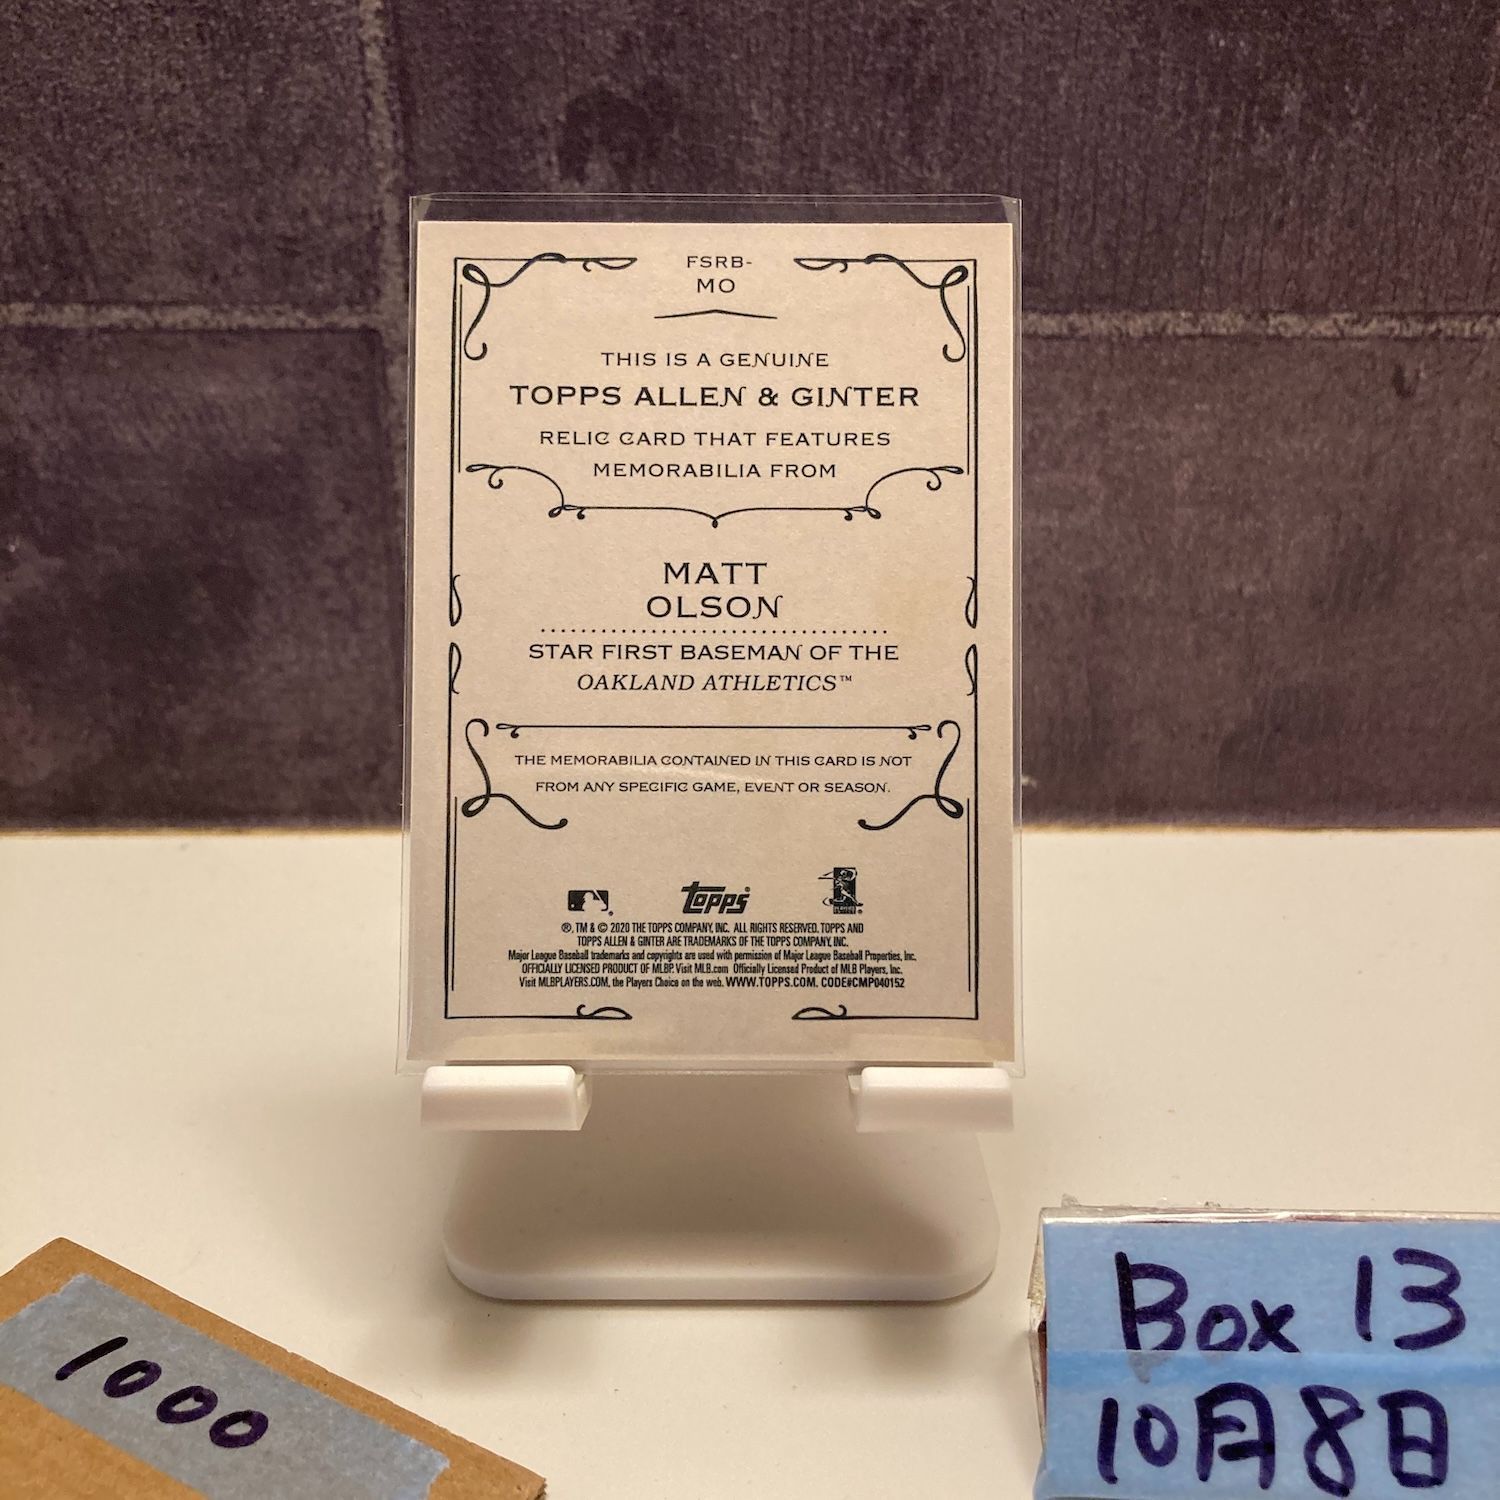 FSRB-
MO
THIS IS A GENUINE
TOPPS ALLEN & GINTER
RELIC CARD THAT FEATURES
MEMORABILIA FROM
MATT
OLSON
STAR FIRST BASEMAN OF THE
OAKLAND ATHLETICS™
THE MEMORABILIA CONTAINED IN THIS CARD IS NOT
FROM ANY SPECIFIC GAME, EVENT OR SEASON.
Topps®
®, TM & © 2020 THE TOPPS COMPANY, INC. ALL RIGHTS RESERVED. TOPPS AND
TOPPS ALLEN & GINTER ARE TRADEMARKS OF THE TOPPS COMPANY, INC.
Major League Baseball trademarks and copyrights are used with permission of Major League Baseball Properties, Inc.
OFFICIALLY LICENSED PRODUCT OF MLBP. Visit MLB.com Officially Licensed Product of MLB Players, Inc.
Visit MLBPLAYERS.COM, the Players Choice on the web. WWW.TOPPS.COM. CODE#CMP040152
1000
Box 13
10月8日